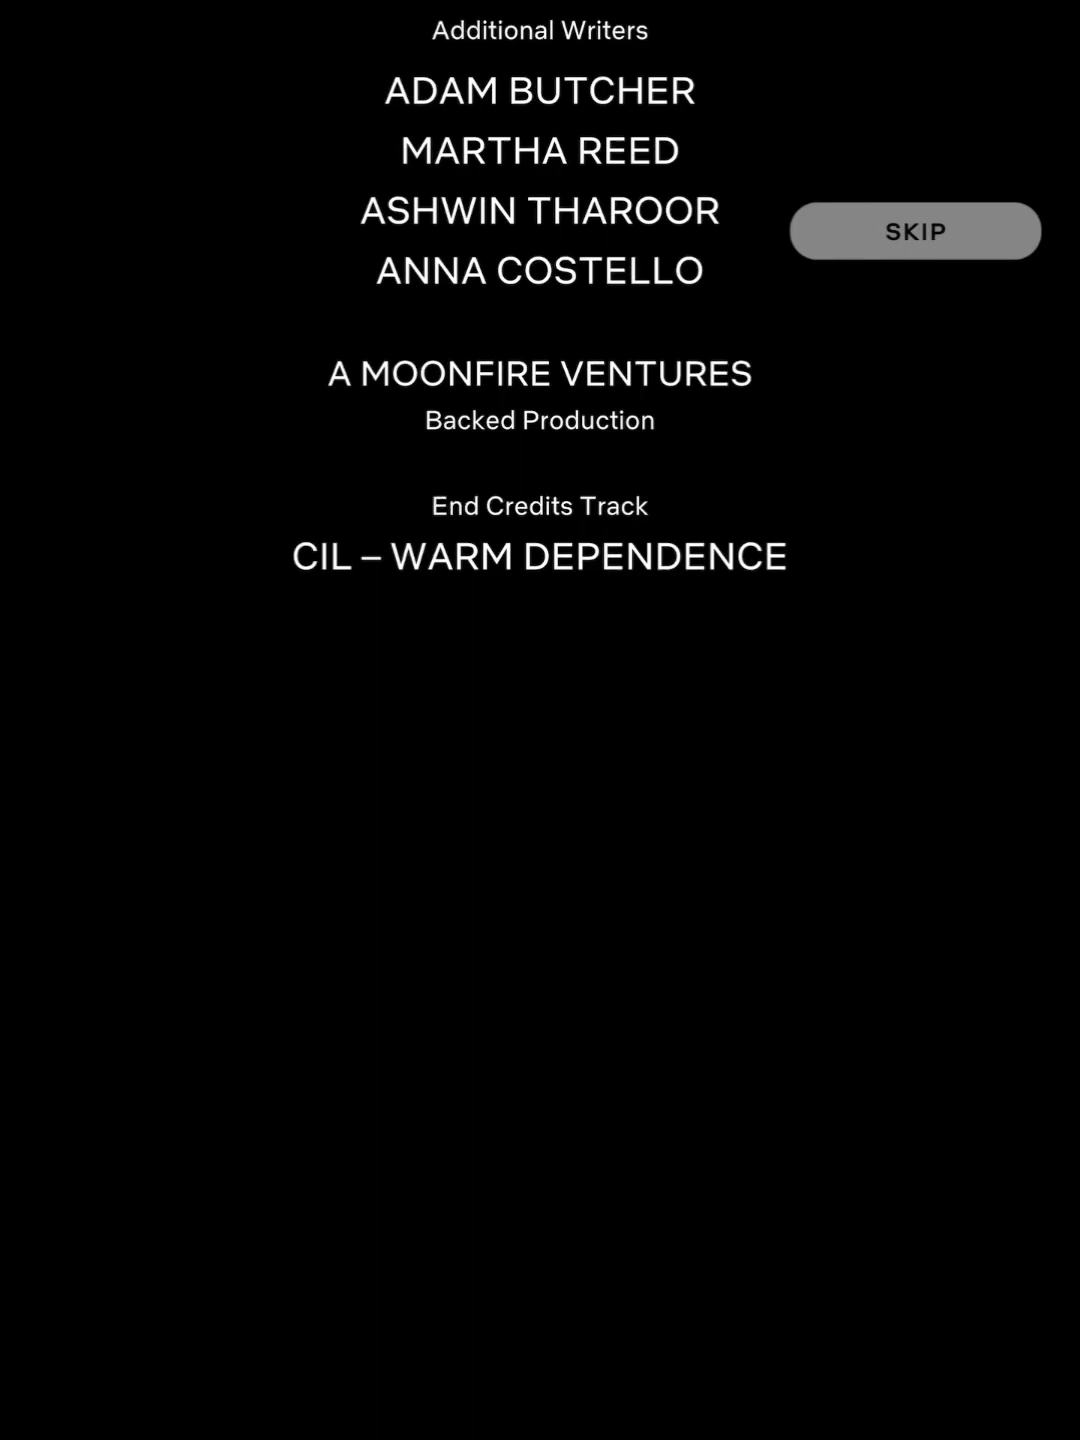 Additional Writers
ADAM BUTCHER
MARTHA REED
ASHWIN THAROOR
SKIP
ANNA COSTELLO
A MOONFIRE VENTURES
Backed Production
End Credits Track
CIL – WARM DEPENDENCE